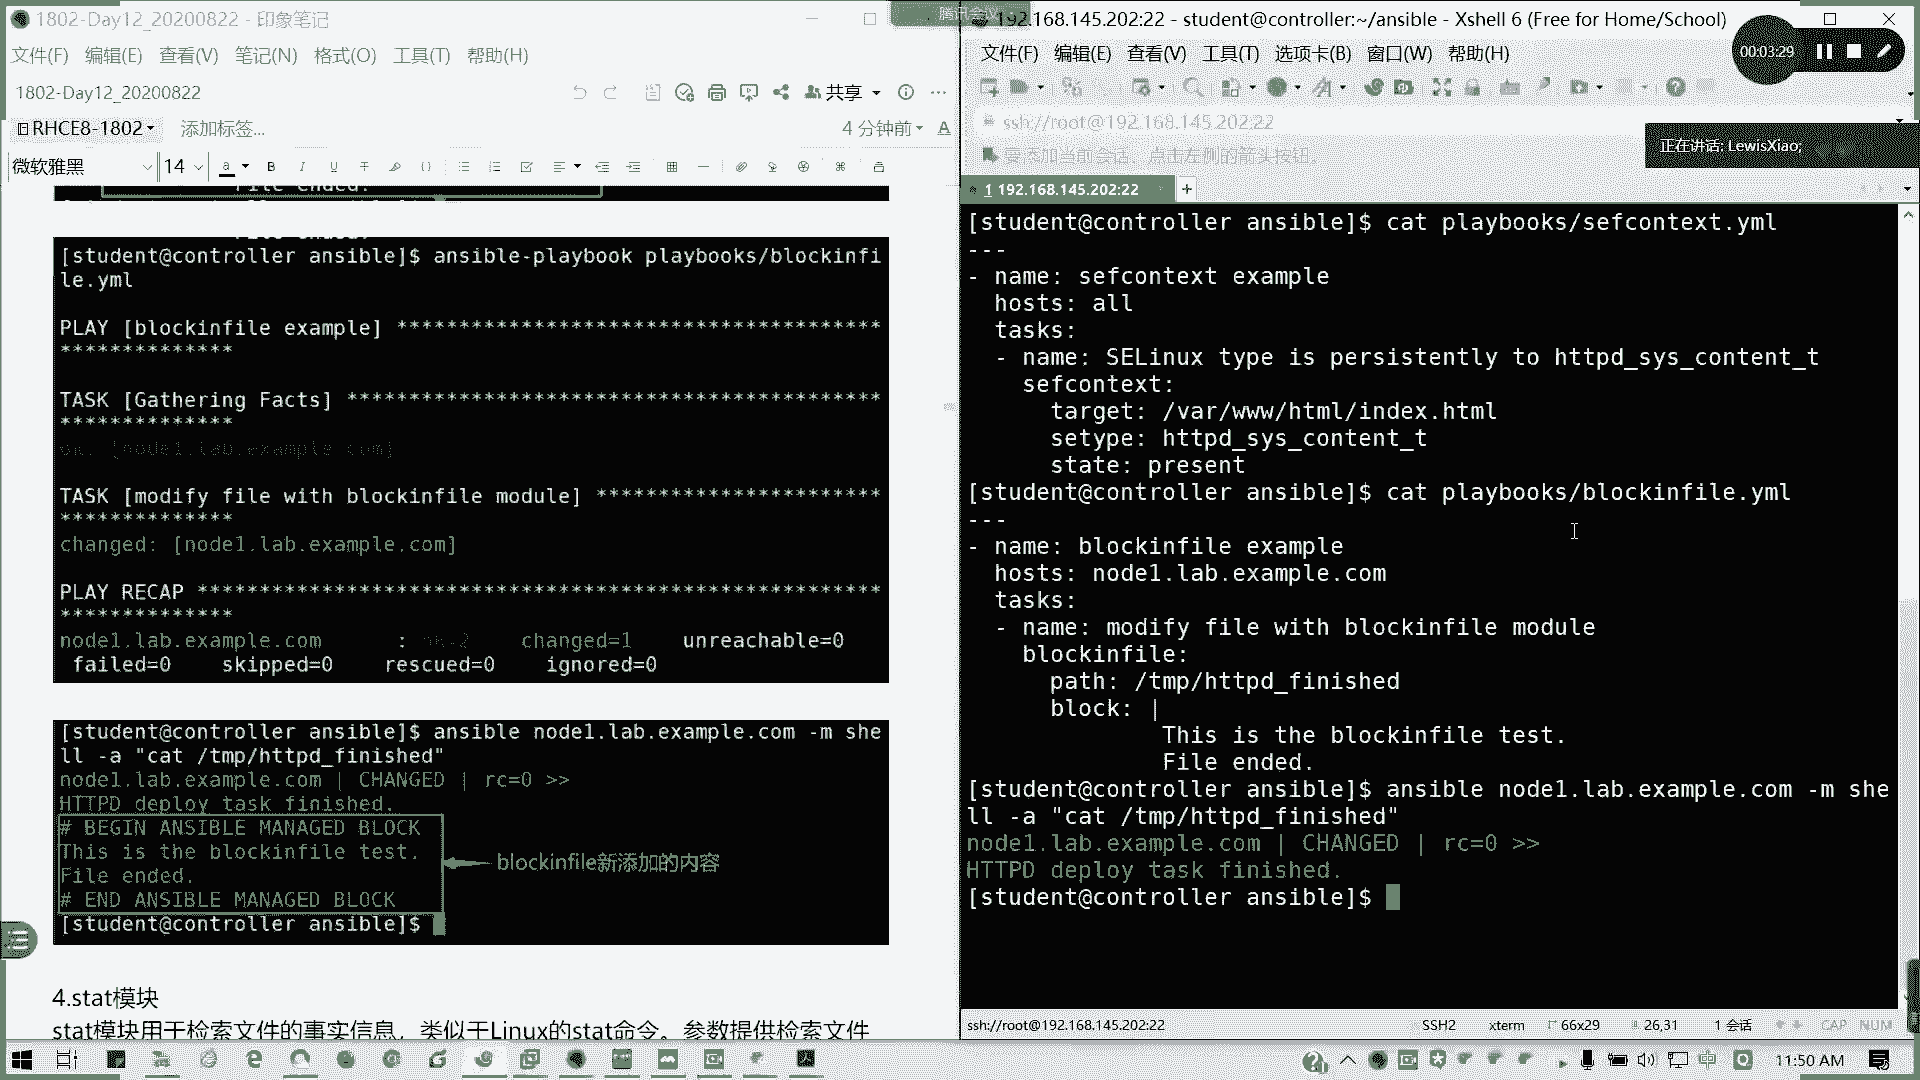 1802-Day12_20200822 - 印象笔记
文件(F) 编辑(E) 查看(V) 笔记(N) 格式(O) 工具(T) 帮助(H)
1802-Day12_20200822
共享
RHCE8-1802
添加标签...
4 分钟前
微软雅黑
14
File ended.
[student@controller ansible]$ ansible-playbook playbooks/blockinfi
le.yml
PLAY [blockinfile example] ****************************************
**************
TASK [Gathering Facts] ********************************************
**************
ok: [node1.lab.example.com]
TASK [modify file with blockinfile module] ***********************
**************
changed: [node1.lab.example.com]
PLAY RECAP ********************************************************
**************
node1.lab.example.com : ok=2 changed=1 unreachable=0
failed=0 skipped=0 rescued=0 ignored=0
[student@controller ansible]$ ansible node1.lab.example.com -m she
ll -a "cat /tmp/httpd_finished"
node1.lab.example.com | CHANGED | rc=0 >>
HTTPD deploy task finished.
# BEGIN ANSIBLE MANAGED BLOCK
This is the blockinfile test.
File ended.
# END ANSIBLE MANAGED BLOCK
[student@controller ansible]$
blockinfile新添加的内容
4.stat模块
stat模块用于检索文件的事实信息，类似于Linux的stat命令。参数提供检索文件
腾讯会议
192.168.145.202:22 - student@controller:~/ansible - Xshell 6 (Free for Home/School)
00:03:29
文件(F) 编辑(E) 查看(V) 工具(T) 选项卡(B) 窗口(W) 帮助(H)
ssh://root@192.168.145.202:22
要添加当前会话，点击左侧的箭头按钮。
正在讲话: LewisXiao;
1 192.168.145.202:22
[student@controller ansible]$ cat playbooks/sefcontext.yml
---
- name: sefcontext example
hosts: all
tasks:
- name: SELinux type is persistently to httpd_sys_content_t
sefcontext:
target: /var/www/html/index.html
setype: httpd_sys_content_t
state: present
[student@controller ansible]$ cat playbooks/blockinfile.yml
---
- name: blockinfile example
hosts: node1.lab.example.com
tasks:
- name: modify file with blockinfile module
blockinfile:
path: /tmp/httpd_finished
block: |
This is the blockinfile test.
File ended.
[student@controller ansible]$ ansible node1.lab.example.com -m she
ll -a "cat /tmp/httpd_finished"
node1.lab.example.com | CHANGED | rc=0 >>
HTTPD deploy task finished.
[student@controller ansible]$
ssh://root@192.168.145.202:22 SSH2 xterm 66x29 26,31 1 会话 CAP NUM
11:50 AM